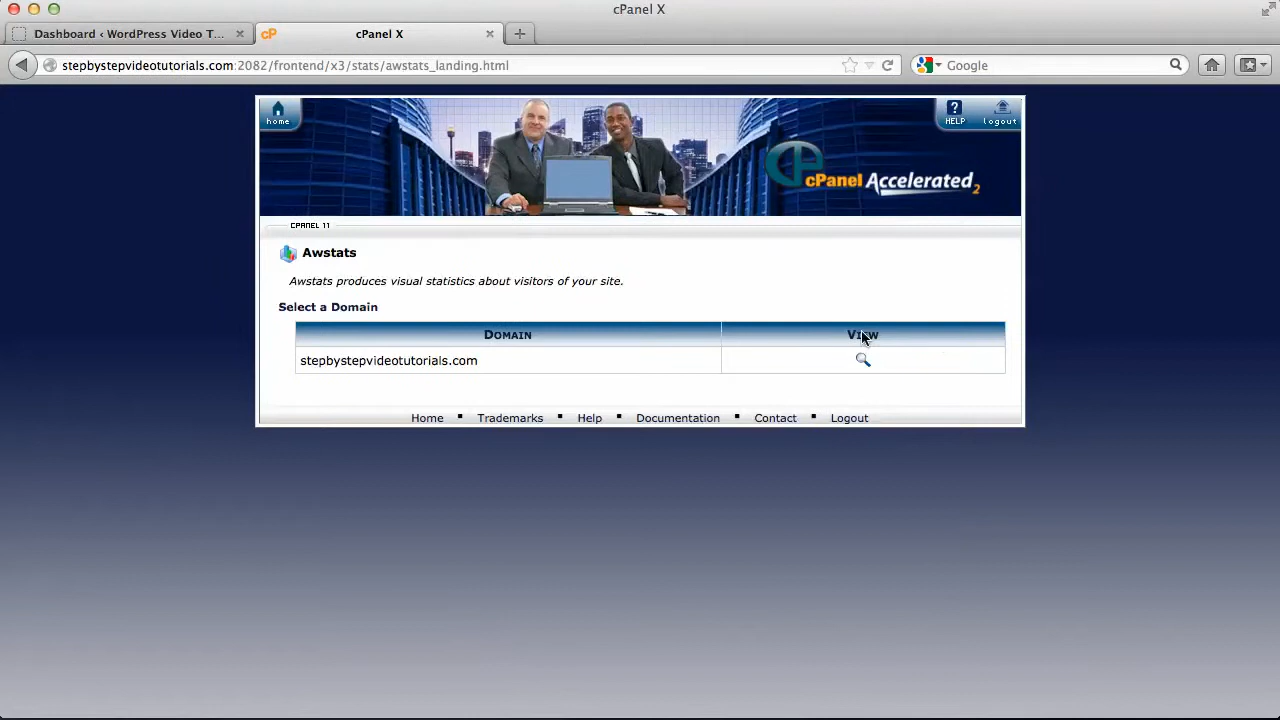 cPanel X
Dashboard ‹ WordPress Video T...
cP
cPanel X
stepbystepvideotutorials.com:2082/frontend/x3/stats/awstats_landing.html
Google
home
HELP
logout
cPanel Accelerated2
CPANEL 11
Awstats
Awstats produces visual statistics about visitors of your site.
Select a Domain
DOMAIN
VIEW
stepbystepvideotutorials.com
Home ▪ Trademarks ▪ Help ▪ Documentation ▪ Contact ▪ Logout